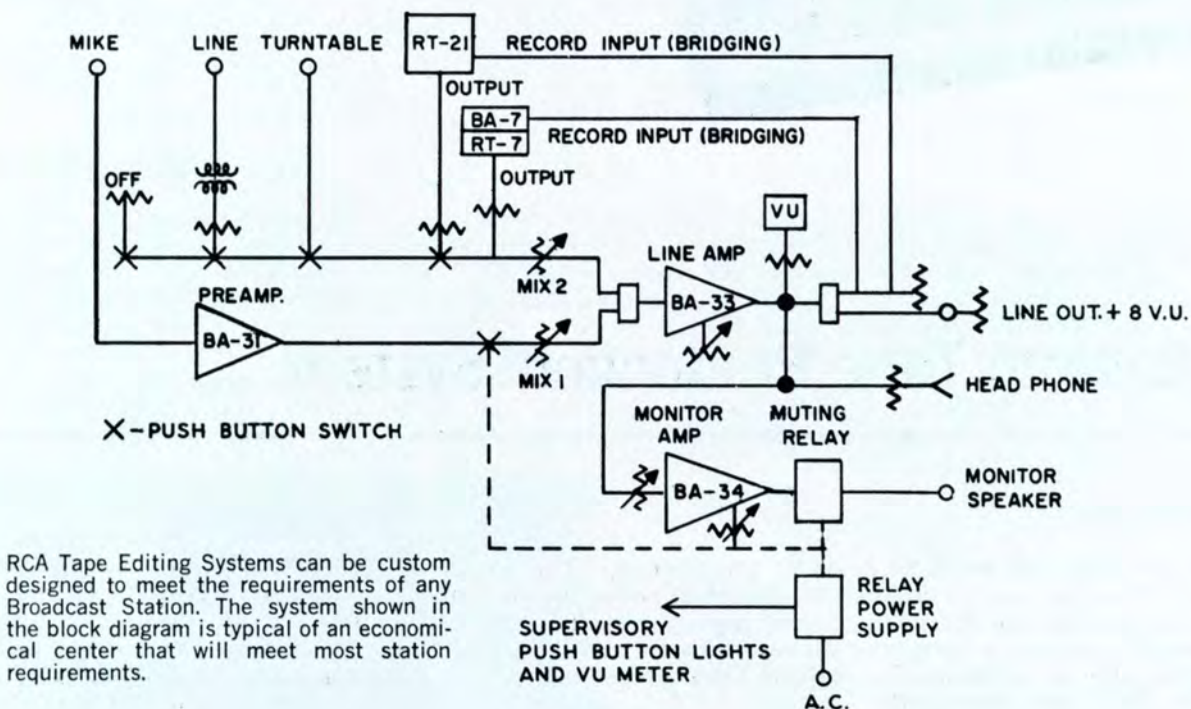 MIKE
LINE
TURNTABLE
RT-21
RECORD INPUT (BRIDGING)
OUTPUT
BA-7
RT-7
RECORD INPUT (BRIDGING)
OUTPUT
OFF
VU
LINE AMP
BA-33
MIX 2
PREAMP.
BA-31
MIX 1
LINE OUT. + 8 V.U.
HEAD PHONE
X - PUSH BUTTON SWITCH
MONITOR
AMP
BA-34
MUTING
RELAY
MONITOR
SPEAKER
RELAY
POWER
SUPPLY
SUPERVISORY
PUSH BUTTON LIGHTS
AND VU METER
A.C.
RCA Tape Editing Systems can be custom
designed to meet the requirements of any
Broadcast Station. The system shown in
the block diagram is typical of an economi-
cal center that will meet most station
requirements.